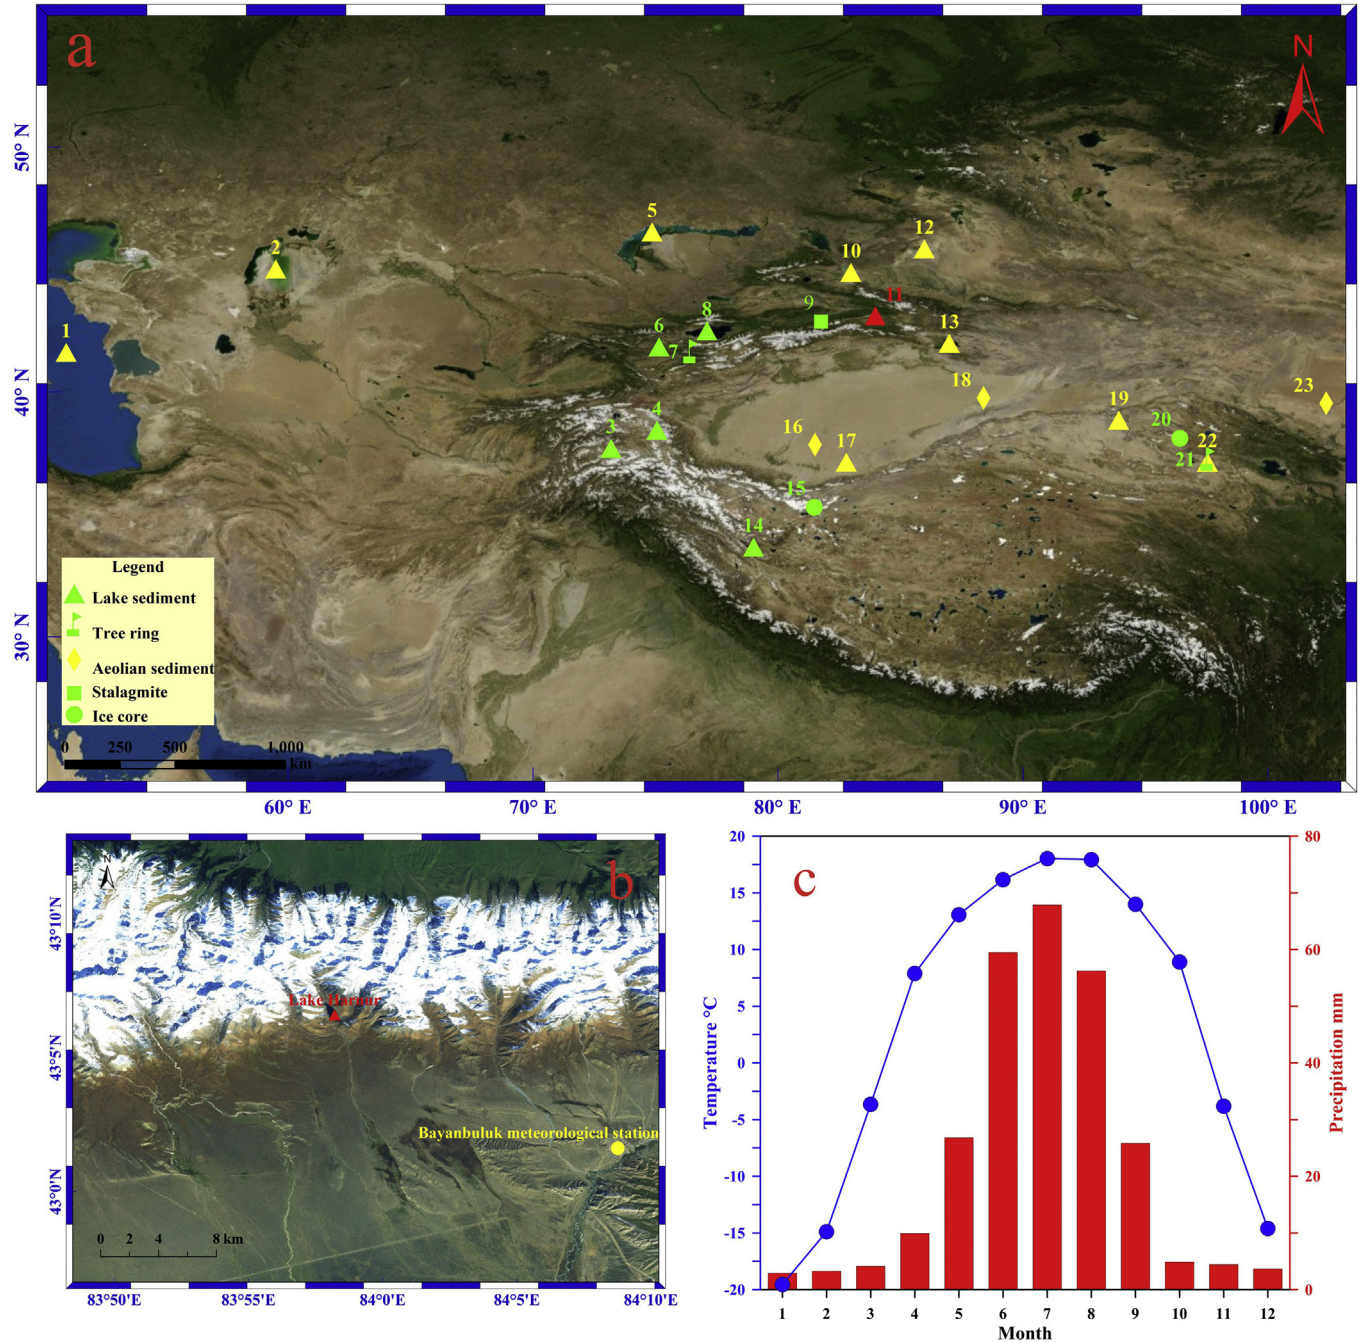 a
N
50° N
40° N
30° N
1
2
3
4
5
6
7
8
9
10
11
12
13
14
15
16
17
18
19
20
21
22
23
Legend
Lake sediment
Tree ring
Aeolian sediment
Stalagmite
Ice core
0 250 500 1,000
km
60° E 70° E 80° E 90° E 100° E
b
N
43°10'N
43°5'N
43°0'N
Lake Harnur
Bayanbuluk meteorological station
0 2 4 8 km
83°50'E 83°55'E 84°0'E 84°5'E 84°10'E
c
Temperature °C
20
15
10
5
0
-5
-10
-15
-20
Precipitation mm
80
60
40
20
0
1 2 3 4 5 6 7 8 9 10 11 12
Month